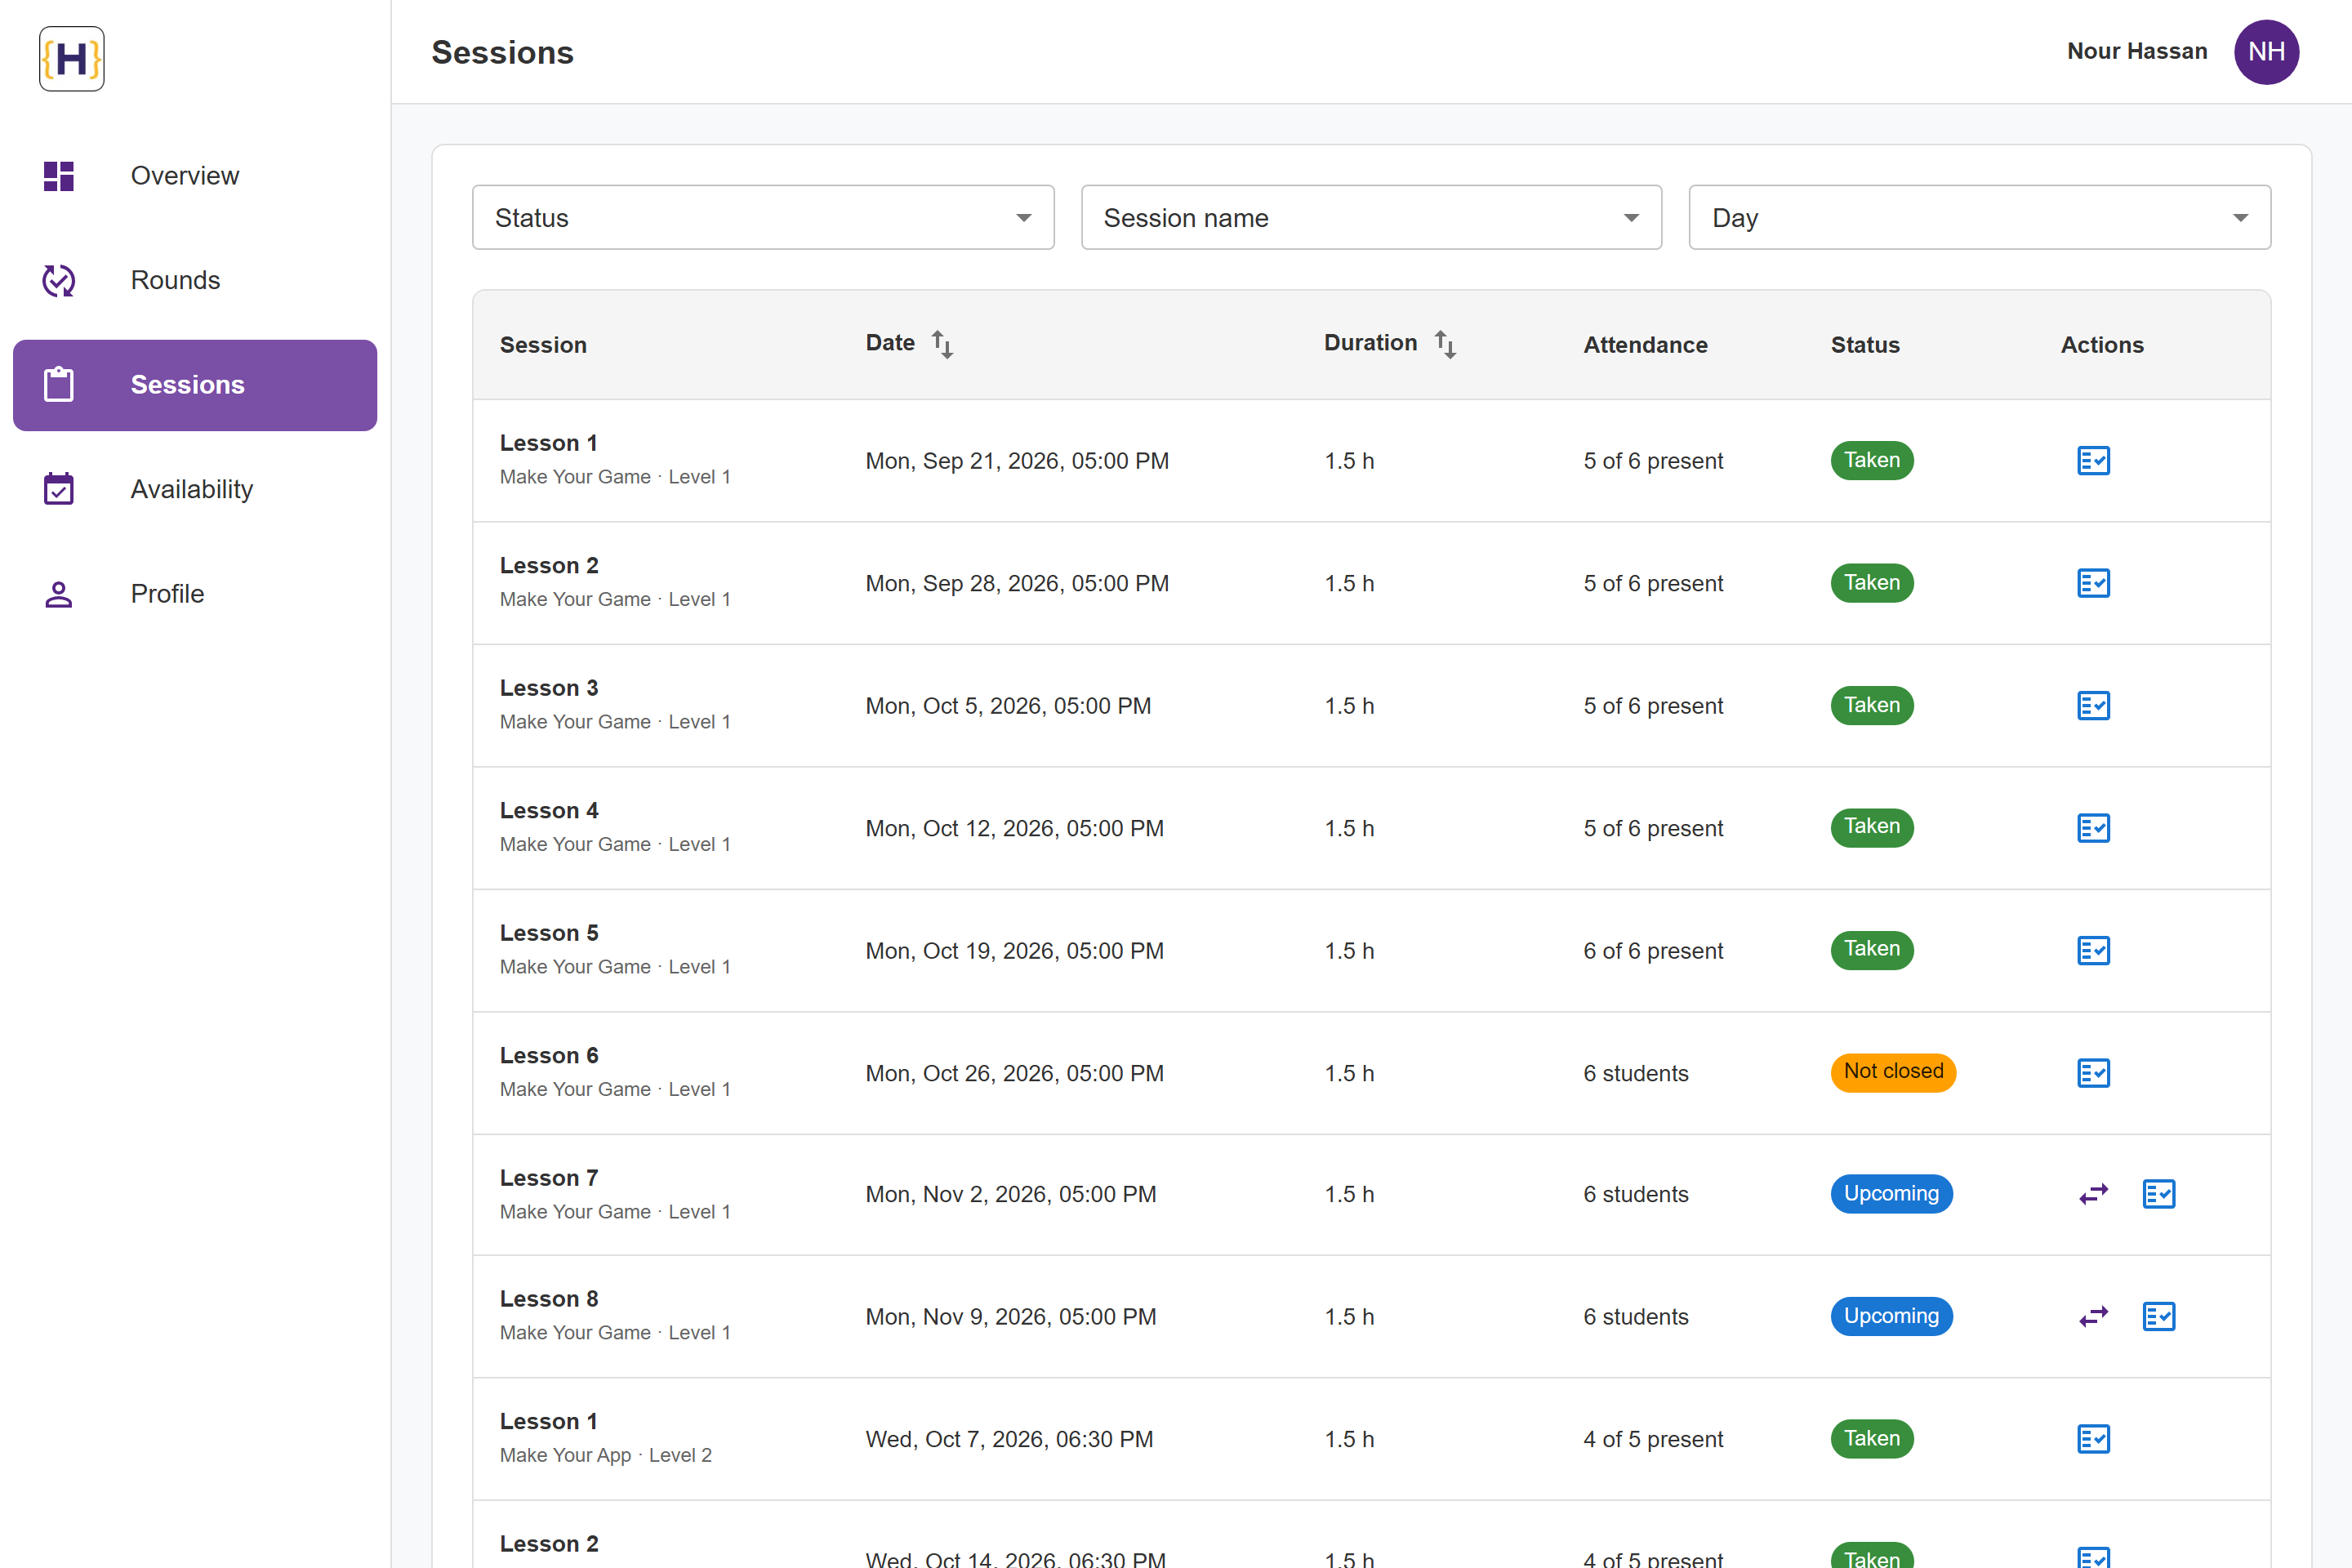 {H}
Sessions
Nour Hassan
NH
Overview
Rounds
Sessions
Availability
Profile
Status
Session name
Day
Session Date Duration Attendance Status Actions
Lesson 1
Make Your Game · Level 1
Mon, Sep 21, 2026, 05:00 PM 1.5 h 5 of 6 present Taken
Lesson 2
Make Your Game · Level 1
Mon, Sep 28, 2026, 05:00 PM 1.5 h 5 of 6 present Taken
Lesson 3
Make Your Game · Level 1
Mon, Oct 5, 2026, 05:00 PM 1.5 h 5 of 6 present Taken
Lesson 4
Make Your Game · Level 1
Mon, Oct 12, 2026, 05:00 PM 1.5 h 5 of 6 present Taken
Lesson 5
Make Your Game · Level 1
Mon, Oct 19, 2026, 05:00 PM 1.5 h 6 of 6 present Taken
Lesson 6
Make Your Game · Level 1
Mon, Oct 26, 2026, 05:00 PM 1.5 h 6 students Not closed
Lesson 7
Make Your Game · Level 1
Mon, Nov 2, 2026, 05:00 PM 1.5 h 6 students Upcoming
Lesson 8
Make Your Game · Level 1
Mon, Nov 9, 2026, 05:00 PM 1.5 h 6 students Upcoming
Lesson 1
Make Your App · Level 2
Wed, Oct 7, 2026, 06:30 PM 1.5 h 4 of 5 present Taken
Lesson 2
Wed, Oct 14, 2026, 06:30 PM 1.5 h 4 of 5 present Taken